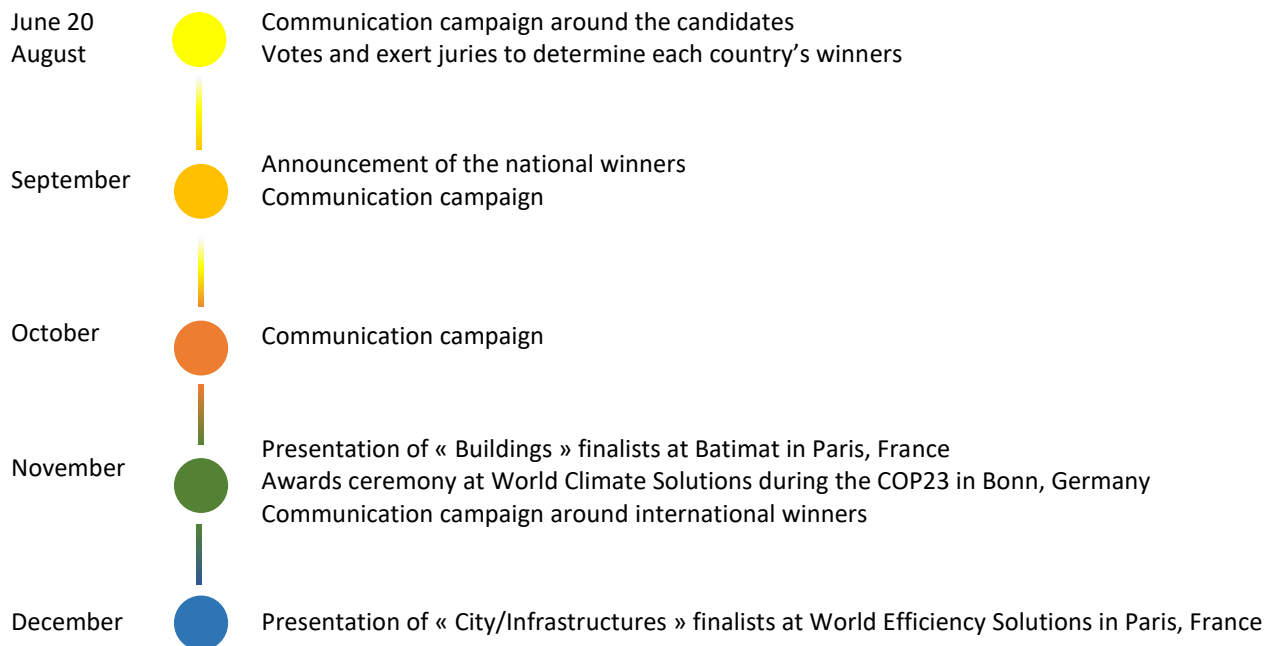 June 20
August
Communication campaign around the candidates
Votes and exert juries to determine each country’s winners
September
Announcement of the national winners
Communication campaign
October
Communication campaign
November
Presentation of « Buildings » finalists at Batimat in Paris, France
Awards ceremony at World Climate Solutions during the COP23 in Bonn, Germany
Communication campaign around international winners
December
Presentation of « City/Infrastructures » finalists at World Efficiency Solutions in Paris, France